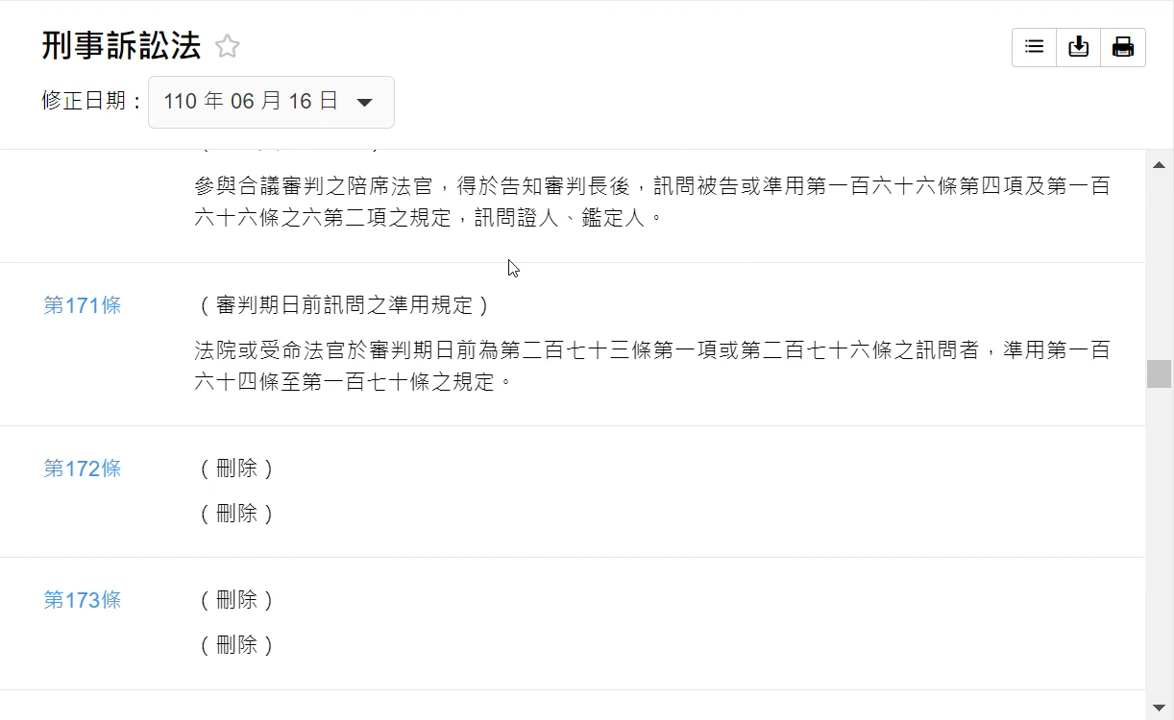 刑事訴訟法
修正日期：110 年 06 月 16 日
參與合議審判之陪席法官，得於告知審判長後，訊問被告或準用第一百六十六條第四項及第一百
六十六條之六第二項之規定，訊問證人、鑑定人。
第171條 （審判期日前訊問之準用規定）
法院或受命法官於審判期日前為第二百七十三條第一項或第二百七十六條之訊問者，準用第一百
六十四條至第一百七十條之規定。
第172條 （刪除）
（刪除）
第173條 （刪除）
（刪除）